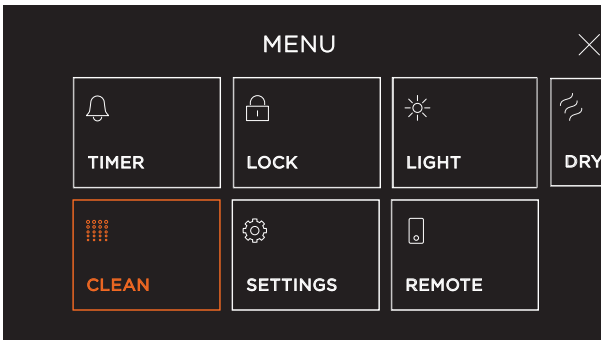 MENU
TIMER
LOCK
LIGHT
DRY
CLEAN
SETTINGS
REMOTE